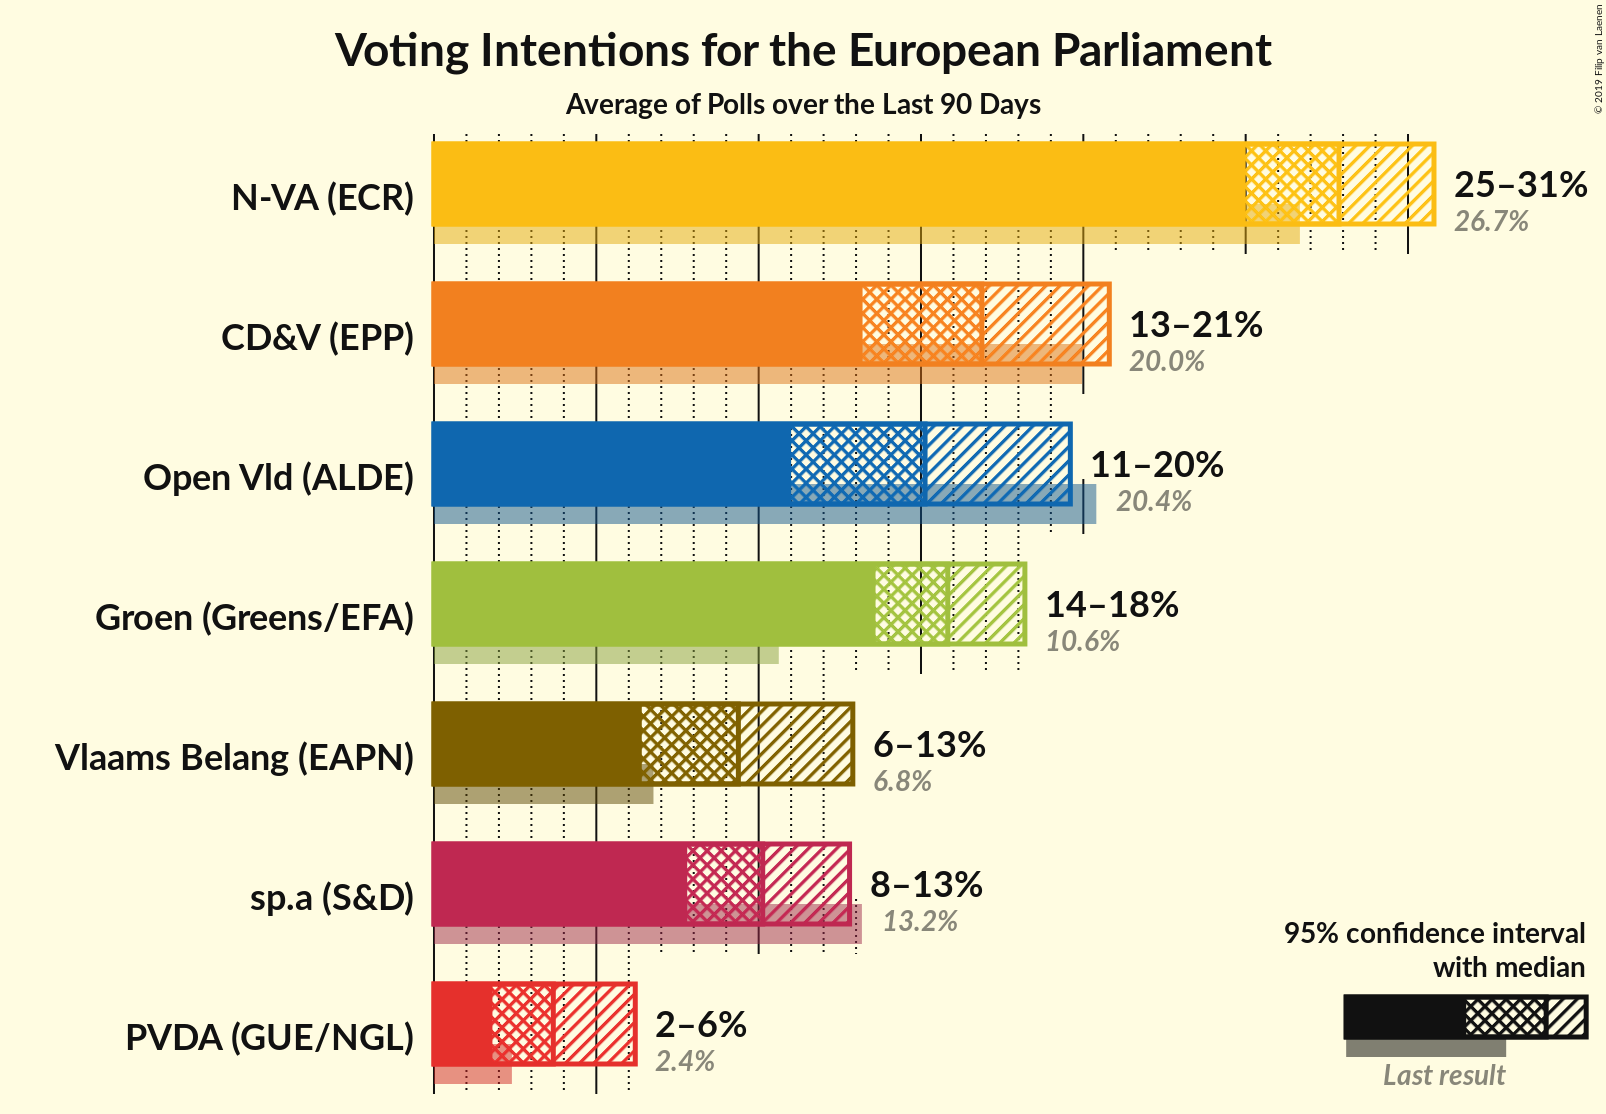 Voting Intentions for the European Parliament
Average of Polls over the Last 90 Days
© 2019 Filip van Laenen
N-VA (ECR)
25–31%
26.7%
CD&V (EPP)
13–21%
20.0%
Open Vld (ALDE)
11–20%
20.4%
Groen (Greens/EFA)
14–18%
10.6%
Vlaams Belang (EAPN)
6–13%
6.8%
sp.a (S&D)
8–13%
13.2%
PVDA (GUE/NGL)
2–6%
2.4%
95% confidence interval
with median
Last result